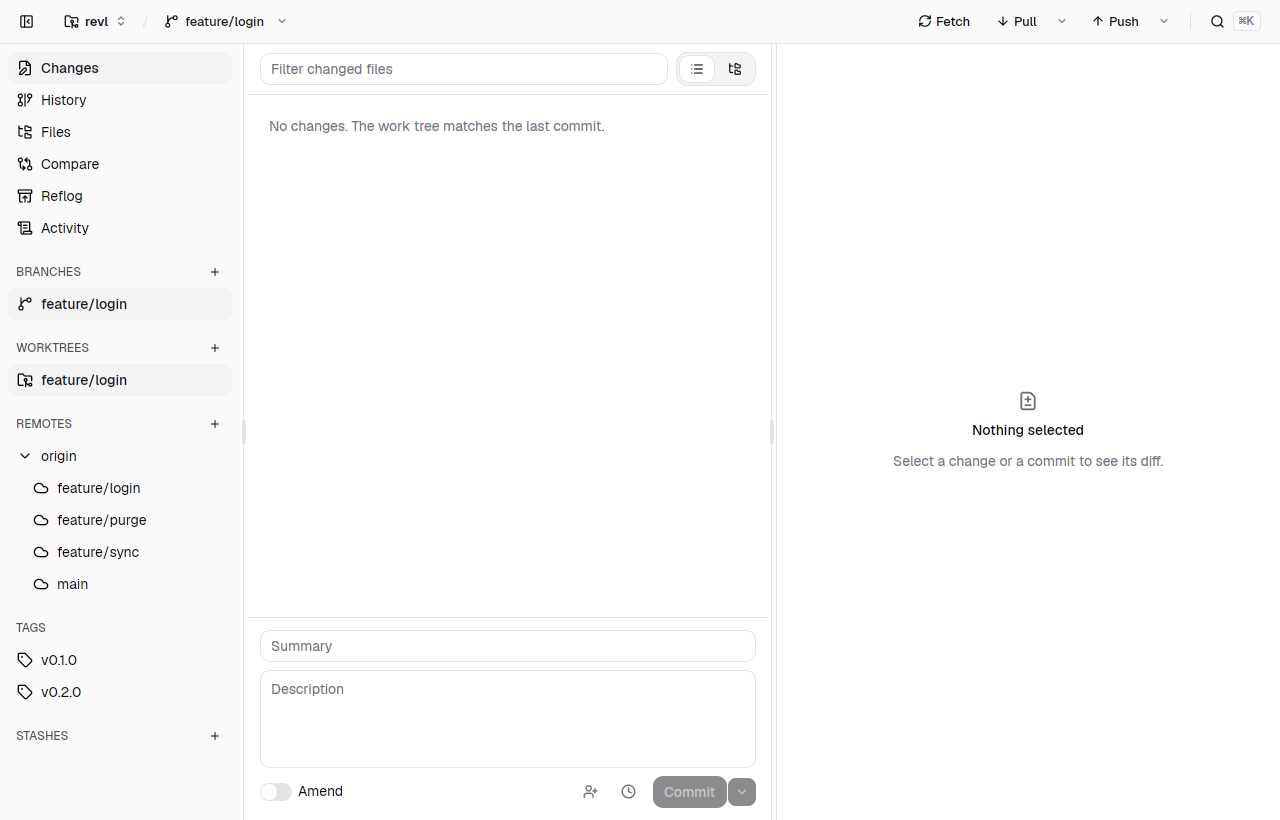 revl / feature/login Fetch Pull Push ⌘K
Changes
History
Files
Compare
Reflog
Activity
BRANCHES
feature/login
WORKTREES
feature/login
REMOTES
origin
feature/login
feature/purge
feature/sync
main
TAGS
v0.1.0
v0.2.0
STASHES
Filter changed files
No changes. The work tree matches the last commit.
Summary
Description
Amend Commit
Nothing selected
Select a change or a commit to see its diff.